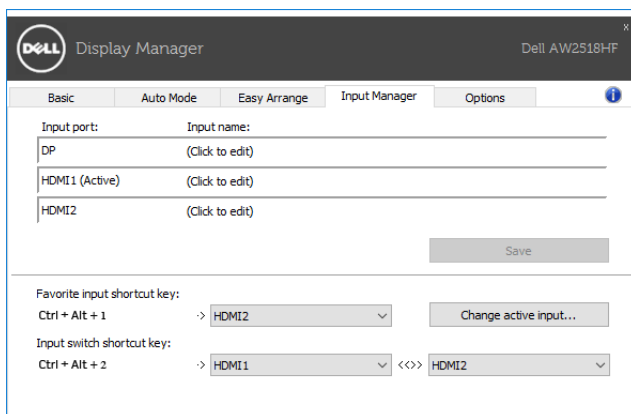 DELL Display Manager Dell AW2518HF x
Basic Auto Mode Easy Arrange Input Manager Options i
Input port: Input name:
DP (Click to edit)
HDMI1 (Active) (Click to edit)
HDMI2 (Click to edit)
Save
Favorite input shortcut key:
Ctrl + Alt + 1 -> HDMI2 Change active input...
Input switch shortcut key:
Ctrl + Alt + 2 -> HDMI1 <<>> HDMI2